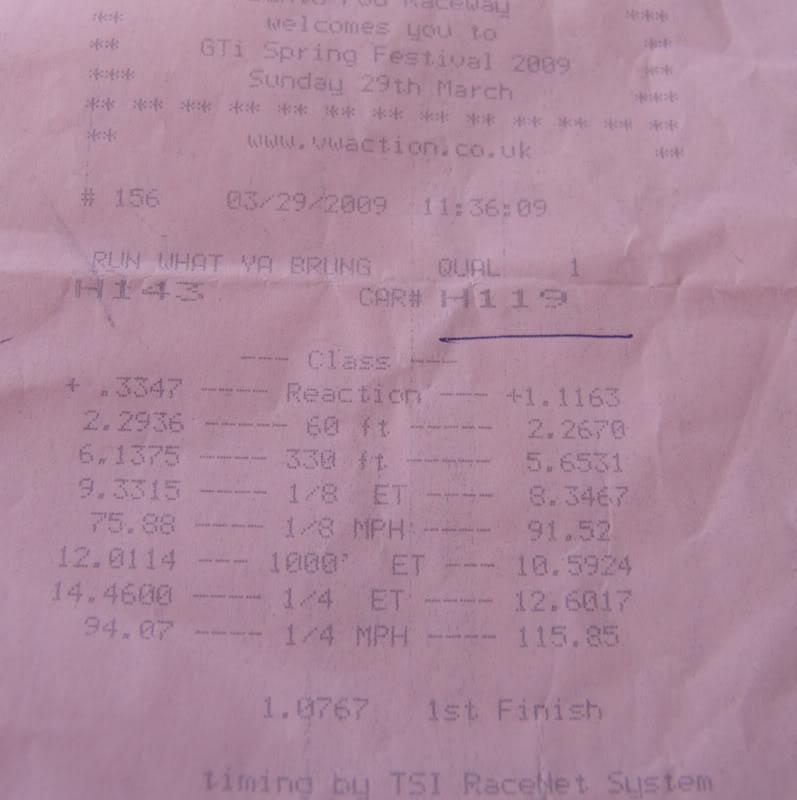 Raceway
** welcomes you to ***
** GTi Spring Festival 2009 **
*** Sunday 29th March **
** ** ** ** ** ** ** ** ** ** ** ** ***
** www.vwaction.co.uk **
# 156 03/29/2009 11:36:09
RUN WHAT YA BRUNG QUAL 1
H143 CAR# H119
--- Class ---
+ .3347 ---- Reaction --- +1.1163
2.2936 ----- 60 ft ----- 2.2670
6.1375 ---- 330 ft ----- 5.6531
9.3315 ---- 1/8 ET ---- 8.3467
75.88 ---- 1/8 MPH ---- 91.52
12.0114 --- 1000' ET --- 10.5924
14.4600 ---- 1/4 ET ---- 12.6017
94.07 ---- 1/4 MPH ---- 115.85
1.0767 1st Finish
timing by TSI RaceNet System